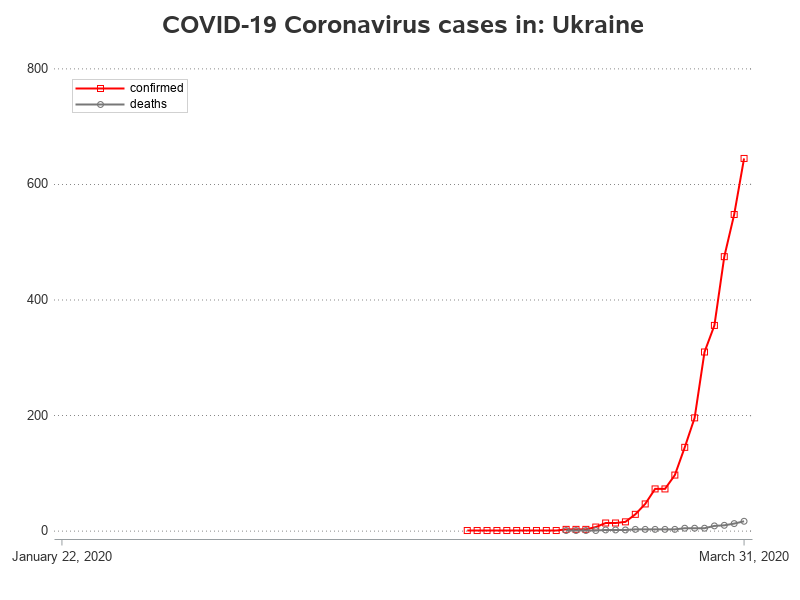 COVID-19 Coronavirus cases in: Ukraine
800
confirmed
deaths
600
400
200
0
January 22, 2020
March 31, 2020